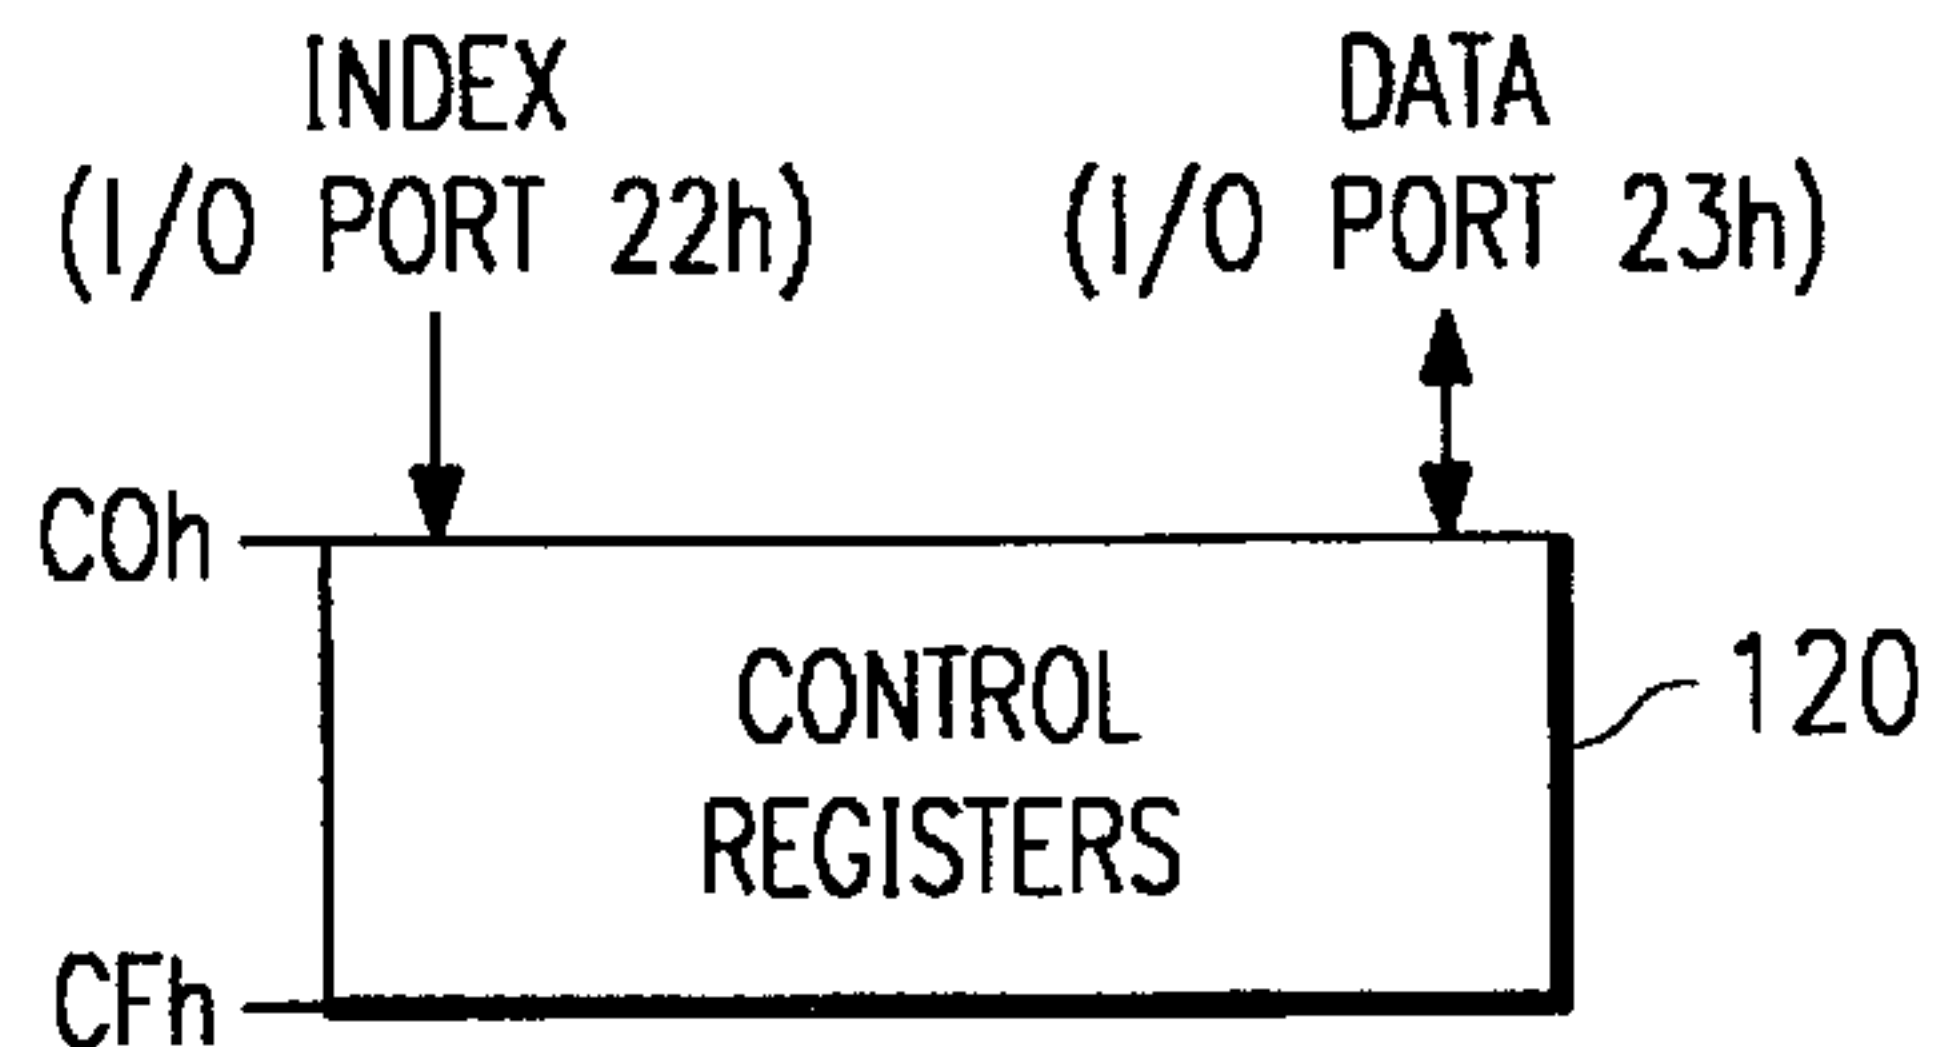 INDEX
(I/O PORT 22h)
DATA
(I/O PORT 23h)
C0h
CONTROL
REGISTERS
120
CFh